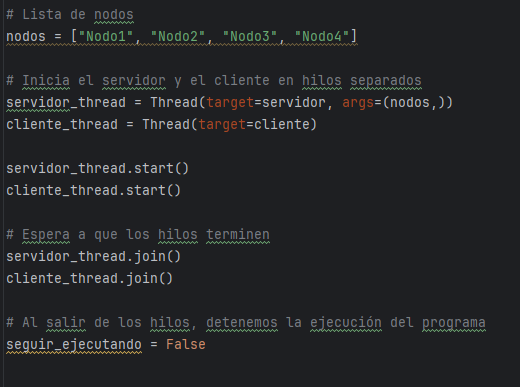 # Lista de nodos
nodos = ["Nodo1", "Nodo2", "Nodo3", "Nodo4"]
# Inicia el servidor y el cliente en hilos separados
servidor_thread = Thread(target=servidor, args=(nodos,))
cliente_thread = Thread(target=cliente)
servidor_thread.start()
cliente_thread.start()
# Espera a que los hilos terminen
servidor_thread.join()
cliente_thread.join()
# Al salir de los hilos, detenemos la ejecución del programa
seguir_ejecutando = False